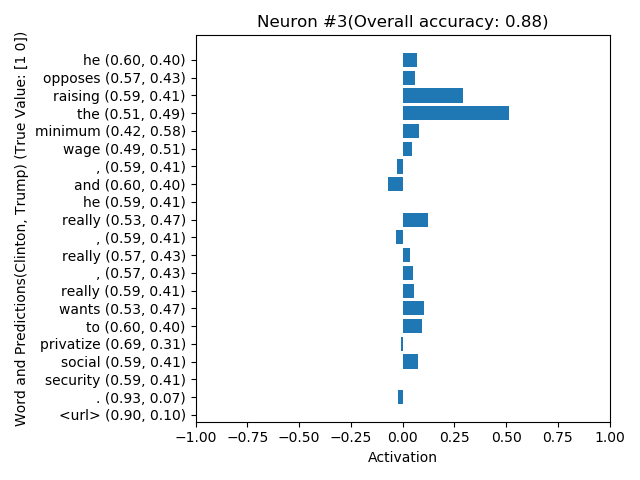 Neuron #3(Overall accuracy: 0.88)
Word and Predictions(Clinton, Trump) (True Value: [1 0])
he (0.60, 0.40)
opposes (0.57, 0.43)
raising (0.59, 0.41)
the (0.51, 0.49)
minimum (0.42, 0.58)
wage (0.49, 0.51)
, (0.59, 0.41)
and (0.60, 0.40)
he (0.59, 0.41)
really (0.53, 0.47)
, (0.59, 0.41)
really (0.57, 0.43)
, (0.57, 0.43)
really (0.59, 0.41)
wants (0.53, 0.47)
to (0.60, 0.40)
privatize (0.69, 0.31)
social (0.59, 0.41)
security (0.59, 0.41)
. (0.93, 0.07)
<url> (0.90, 0.10)
−1.00 −0.75 −0.50 −0.25 0.00 0.25 0.50 0.75 1.00
Activation